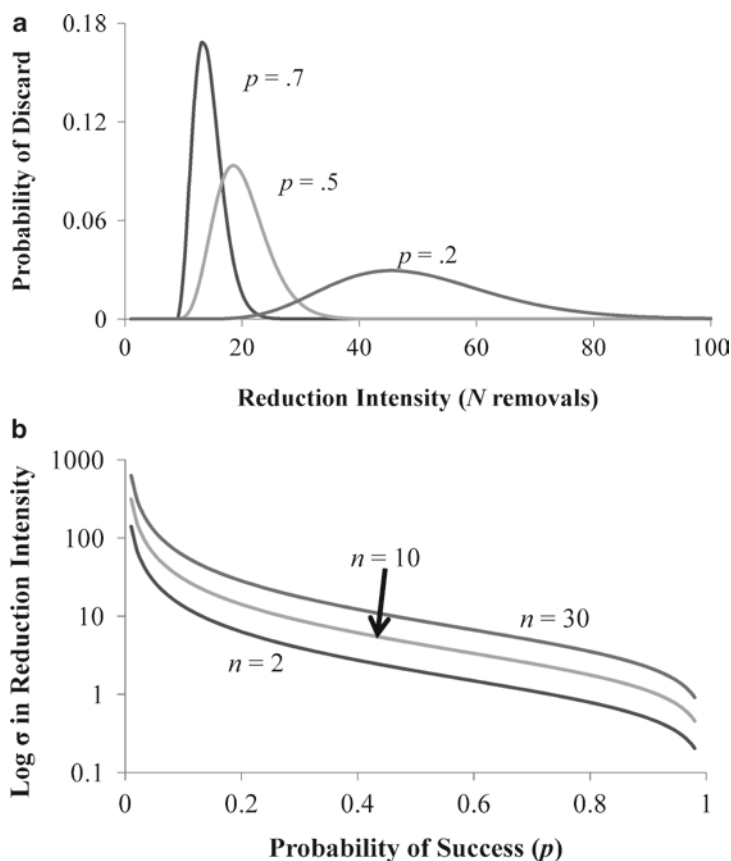 a
Probability of Discard
0.18
0.12
0.06
0
p = .7
p = .5
p = .2
0 20 40 60 80 100
Reduction Intensity (N removals)
b
Log σ in Reduction Intensity
1000
100
10
1
0.1
n = 10
n = 30
n = 2
0 0.2 0.4 0.6 0.8 1
Probability of Success (p)